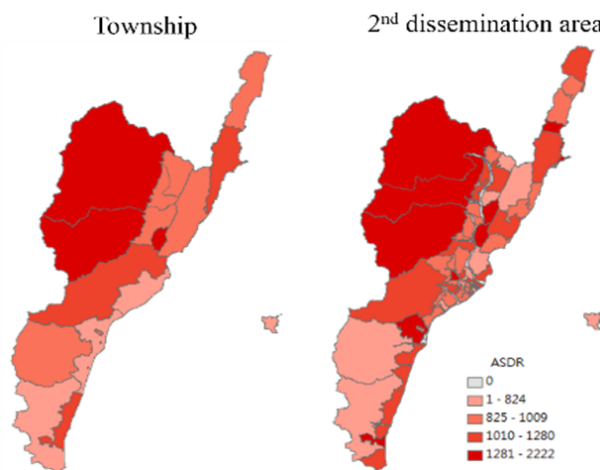 Township
2nd dissemination area
ASDR
0
1 - 824
825 - 1009
1010 - 1280
1281 - 2222